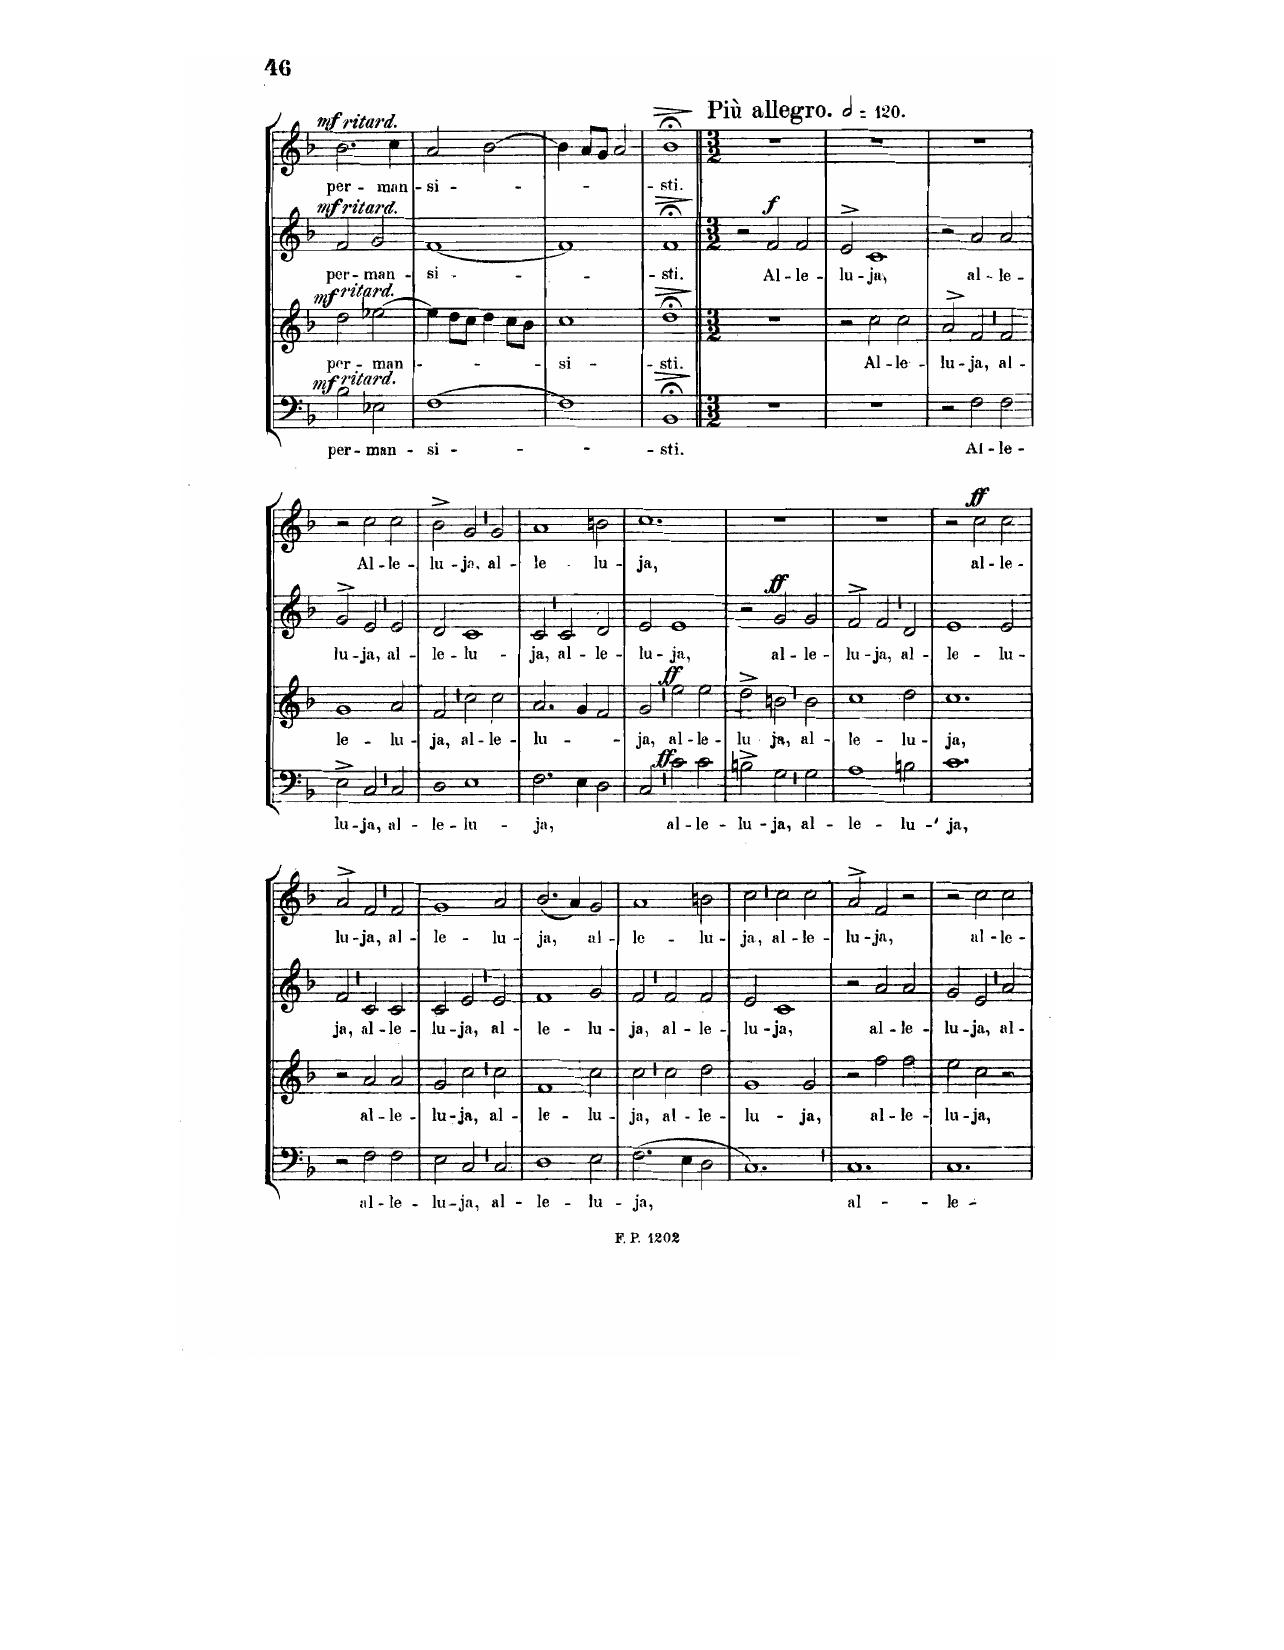 46
Più allegro. = 120.
mf ritard.
per - man - si - - - sti.
mf ritard. f
per - man - si - - - sti. Al - le - lu - ja, al - le -
mf ritard.
per - man - - - si - - sti. Al - le - lu - ja, al -
mf ritard.
per - man - si - - - sti. Al - le -
ff
Al - le - lu - ja, al - le - lu - ja, al - le -
ff
lu - ja, al - le - lu - ja, al - le - lu - ja, al - le - lu - ja, al - le - lu -
ff
le - lu - ja, al - le - lu - - ja, al - le - lu - ja, al - le - lu - ja,
ff
lu - ja, al - le - lu - ja, al - le - lu - ja, al - le - lu - ja,
lu - ja, al - le - lu - ja, al - le - lu - ja, al - le - lu - ja, al - le -
ja, al - le - lu - ja, al - le - lu - ja, al - le - lu - ja, al - le - lu - ja, al -
al - le - lu - ja, al - le - lu - ja, al - le - lu - ja, al - le - lu - ja,
al - le - lu - ja, al - le - lu - ja, al - - le -
F. P. 1202